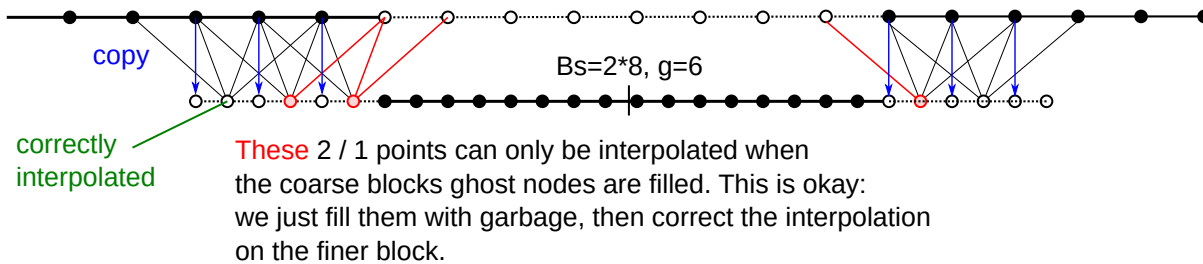 copy
Bs=2*8, g=6
correctly
interpolated
These 2 / 1 points can only be interpolated when
the coarse blocks ghost nodes are filled. This is okay:
we just fill them with garbage, then correct the interpolation
on the finer block.